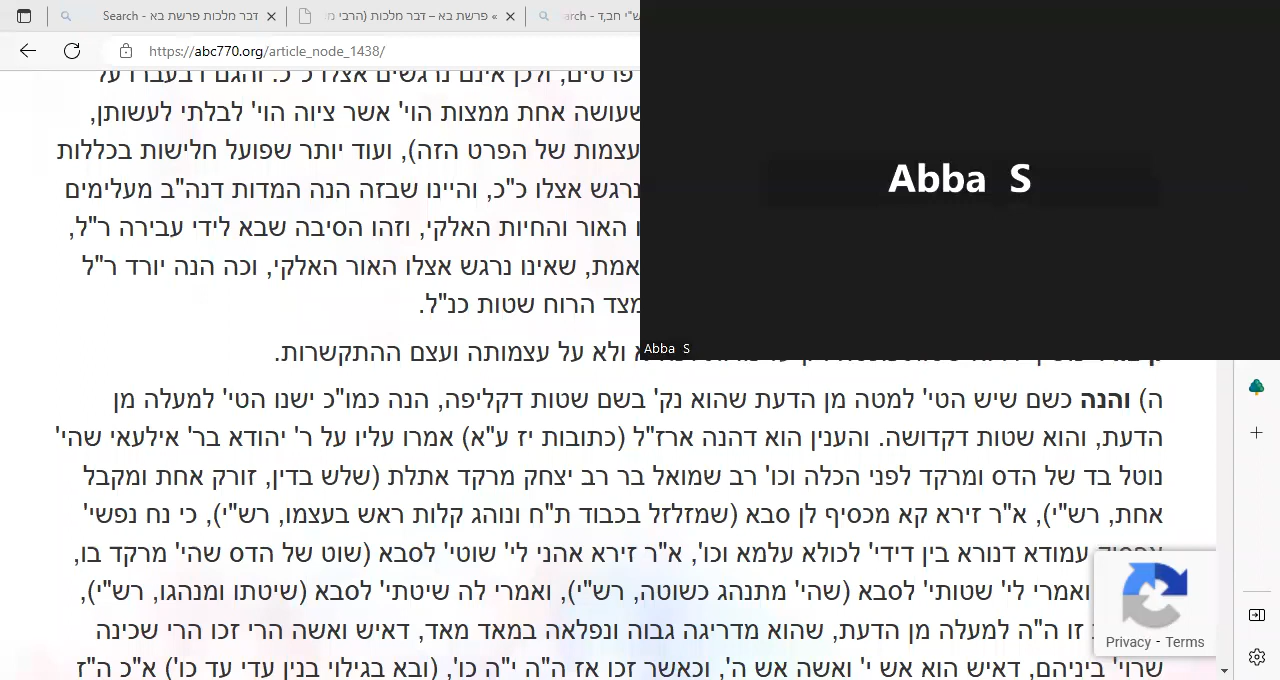 Search - דבר מלכות פרשת בא
» פרשת בא – דבר מלכות (הרבי
https://abc770.org/article_node_1438/
Abba S
Abba S
פרטים, ולכן אינם נרגשים אצלו כ"כ. והגם דבעברו על
שעושה אחת ממצות הוי' אשר ציוה הוי' לבלתי לעשותן,
עצמות של הפרט הזה), ועוד יותר שפועל חלישות בכללות
נרגש אצלו כ"כ, והיינו שבזה הנה המדות דנה"ב מעלימים
האור והחיות האלקי, וזהו הסיבה שבא לידי עבירה ר"ל,
אמת, שאינו נרגש אצלו האור האלקי, וכה הנה יורד ר"ל
מצד הרוח שטות כנ"ל.
ולא על עצמותה ועצם ההתקשרות.
ה) והנה כשם שיש הטי' למטה מן הדעת שהוא נק' בשם שטות דקליפה, הנה כמו"כ ישנו הטי' למעלה מן
הדעת, והוא שטות דקדושה. והענין הוא דהנה ארז"ל (כתובות יז ע"א) אמרו עליו על ר' יהודא בר' אילעאי שהי'
נוטל בד של הדס ומרקד לפני הכלה וכו' רב שמואל בר רב יצחק מרקד אתלת (שלש בדין, זורק אחת ומקבל
אחת, רש"י), א"ר זירא קא מכסיף לן סבא (שמזלזל בכבוד ת"ח ונוהג קלות ראש בעצמו, רש"י), כי נח נפשי'
עמודא דנורא בין דידי' לכולא עלמא וכו', א"ר זירא אהני לי' שוטי' לסבא (שוט של הדס שהי' מרקד בו,
ואמרי לי' שטותי' לסבא (שהי' מתנהג כשוטה, רש"י), ואמרי לה שיטתי' לסבא (שיטתו ומנהגו, רש"י),
זו ה"ה למעלה מן הדעת, שהוא מדריגה גבוה ונפלאה במאד מאד, דאיש ואשה הרי זכו הרי שכינה
שרוי' ביניהם, דאיש הוא אש י' ואשה אש ה', וכאשר זכו אז ה"ה י"ה כו', (ובא בגילוי בנין עדי עד כו') א"כ ה"ז
Privacy - Terms